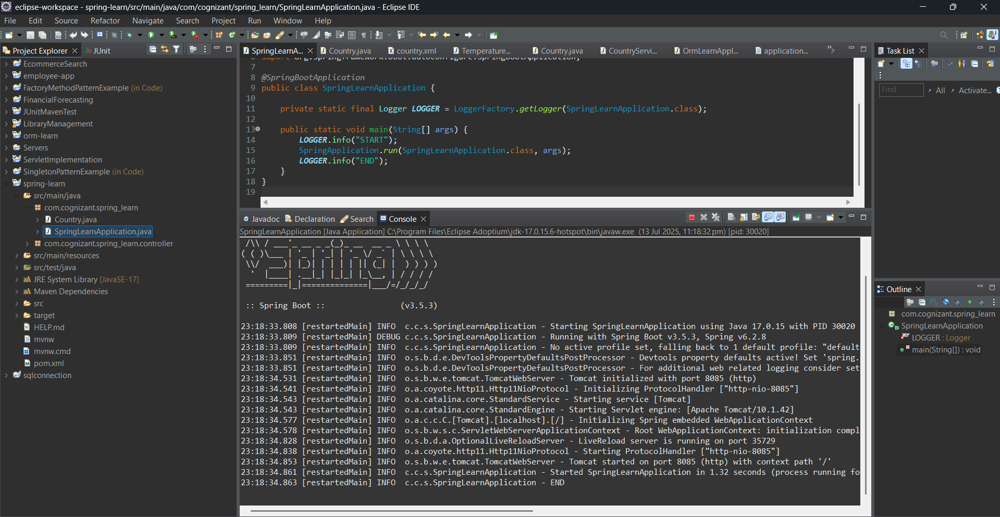 eclipse-workspace - spring-learn/src/main/java/com/cognizant/spring_learn/SpringLearnApplication.java - Eclipse IDE
File Edit Source Refactor Navigate Search Project Run Window Help
Project Explorer
JUnit
EcommerceSearch
employee-app
FactoryMethodPatternExample (in Code)
FinancialForecasting
JUnitMavenTest
LibraryManagement
orm-learn
Servers
ServletImplementation
SingletonPatternExample (in Code)
spring-learn
src/main/java
com.cognizant.spring_learn
Country.java
SpringLearnApplication.java
com.cognizant.spring_learn.controller
src/main/resources
src/test/java
JRE System Library [JavaSE-17]
Maven Dependencies
src
target
HELP.md
mvnw
mvnw.cmd
pom.xml
sqlconnection
SpringLearnA... Country.java country.xml Temperature... Country.java CountryServi... OrmLearnAppl... application...
6 import org.springframework.boot.autoconfigure.SpringBootApplication;
7
8 @SpringBootApplication
9 public class SpringLearnApplication {
10
11 private static final Logger LOGGER = LoggerFactory.getLogger(SpringLearnApplication.class);
12
13 public static void main(String[] args) {
14 LOGGER.info("START");
15 SpringApplication.run(SpringLearnApplication.class, args);
16 LOGGER.info("END");
17 }
18 }
19
Javadoc Declaration Search Console
SpringLearnApplication [Java Application] C:\Program Files\Eclipse Adoptium\jdk-17.0.15.6-hotspot\bin\javaw.exe (13 Jul 2025, 11:18:32 pm) [pid: 30020]
Spring
:: Spring Boot :: (v3.5.3)
23:18:33.808 [restartedMain] INFO c.c.s.SpringLearnApplication - Starting SpringLearnApplication using Java 17.0.15 with PID 30020
23:18:33.809 [restartedMain] DEBUG c.c.s.SpringLearnApplication - Running with Spring Boot v3.5.3, Spring v6.2.8
23:18:33.809 [restartedMain] INFO c.c.s.SpringLearnApplication - No active profile set, falling back to 1 default profile: "default
23:18:33.851 [restartedMain] INFO o.s.b.d.e.DevToolsPropertyDefaultsPostProcessor - Devtools property defaults active! Set 'spring.
23:18:33.851 [restartedMain] INFO o.s.b.d.e.DevToolsPropertyDefaultsPostProcessor - For additional web related logging consider set
23:18:34.531 [restartedMain] INFO o.s.b.w.e.tomcat.TomcatWebServer - Tomcat initialized with port 8085 (http)
23:18:34.541 [restartedMain] INFO o.a.coyote.http11.Http11NioProtocol - Initializing ProtocolHandler ["http-nio-8085"]
23:18:34.543 [restartedMain] INFO o.a.catalina.core.StandardService - Starting service [Tomcat]
23:18:34.543 [restartedMain] INFO o.a.catalina.core.StandardEngine - Starting Servlet engine: [Apache Tomcat/10.1.42]
23:18:34.577 [restartedMain] INFO o.a.c.c.C.[Tomcat].[localhost].[/] - Initializing Spring embedded WebApplicationContext
23:18:34.578 [restartedMain] INFO o.s.b.w.s.c.ServletWebServerApplicationContext - Root WebApplicationContext: initialization compl
23:18:34.828 [restartedMain] INFO o.s.b.d.a.OptionalLiveReloadServer - LiveReload server is running on port 35729
23:18:34.838 [restartedMain] INFO o.a.coyote.http11.Http11NioProtocol - Starting ProtocolHandler ["http-nio-8085"]
23:18:34.853 [restartedMain] INFO o.s.b.w.e.tomcat.TomcatWebServer - Tomcat started on port 8085 (http) with context path '/'
23:18:34.861 [restartedMain] INFO c.c.s.SpringLearnApplication - Started SpringLearnApplication in 1.32 seconds (process running fo
23:18:34.863 [restartedMain] INFO c.c.s.SpringLearnApplication - END
Task List
Find All Activate...
Outline
com.cognizant.spring_learn
SpringLearnApplication
LOGGER : Logger
main(String[]) : void